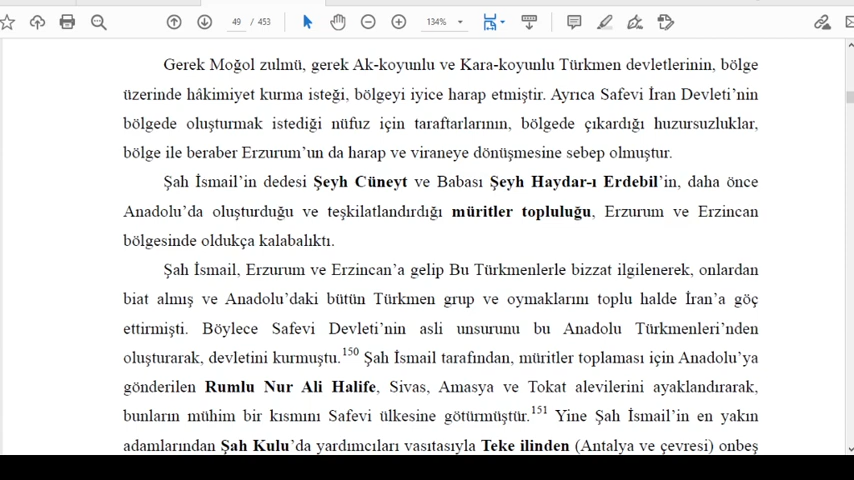 49 / 453
134%
Gerek Moğol zulmü, gerek Ak-koyunlu ve Kara-koyunlu Türkmen devletlerinin, bölge
üzerinde hâkimiyet kurma isteği, bölgeyi iyice harap etmiştir. Ayrıca Safevi İran Devleti’nin
bölgede oluşturmak istediği nüfuz için taraftarlarının, bölgede çıkardığı huzursuzluklar,
bölge ile beraber Erzurum’un da harap ve viraneye dönüşmesine sebep olmuştur.
Şah İsmail’in dedesi Şeyh Cüneyt ve Babası Şeyh Haydar-ı Erdebil’in, daha önce
Anadolu’da oluşturduğu ve teşkilatlandırdığı müritler topluluğu, Erzurum ve Erzincan
bölgesinde oldukça kalabalıktı.
Şah İsmail, Erzurum ve Erzincan’a gelip Bu Türkmenlerle bizzat ilgilenerek, onlardan
biat almış ve Anadolu’daki bütün Türkmen grup ve oymaklarını toplu halde İran’a göç
ettirmişti. Böylece Safevi Devleti’nin asli unsurunu bu Anadolu Türkmenleri’nden
oluşturarak, devletini kurmuştu.150 Şah İsmail tarafından, müritler toplaması için Anadolu’ya
gönderilen Rumlu Nur Ali Halife, Sivas, Amasya ve Tokat alevilerini ayaklandırarak,
bunların mühim bir kısmını Safevi ülkesine götürmüştür.151 Yine Şah İsmail’in en yakın
adamlarından Şah Kulu’da yardımcıları vasıtasıyla Teke ilinden (Antalya ve çevresi) onbeş